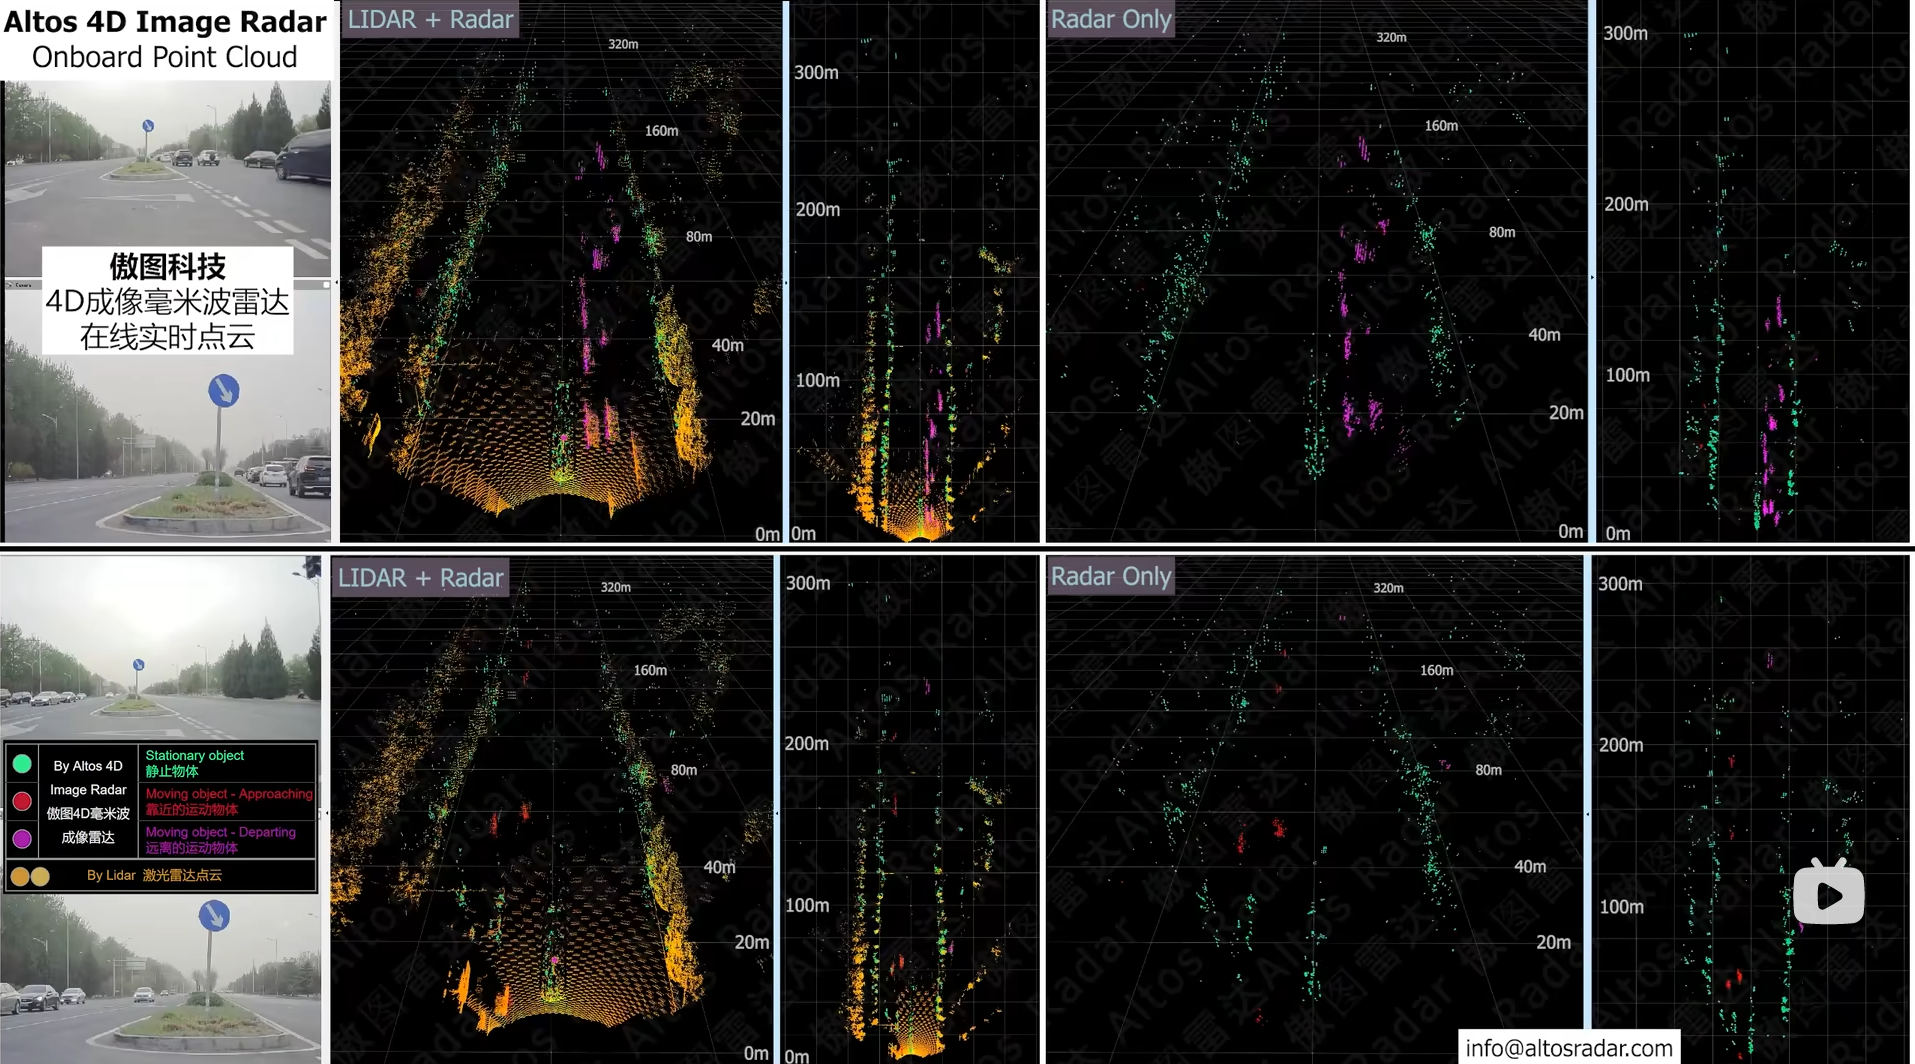 Altos 4D Image Radar
Onboard Point Cloud
傲图科技
4D成像毫米波雷达
在线实时点云
LIDAR + Radar
320m
160m
80m
40m
20m
0m
300m
200m
100m
0m
Radar Only
320m
160m
80m
40m
20m
0m
300m
200m
100m
0m
By Altos 4D
Image Radar
傲图4D毫米波
成像雷达
Stationary object
静止物体
Moving object - Approaching
靠近的运动物体
Moving object - Departing
远离的运动物体
By Lidar 激光雷达点云
LIDAR + Radar
320m
160m
80m
40m
20m
0m
300m
200m
100m
0m
Radar Only
320m
160m
80m
40m
20m
300m
200m
100m
info@altosradar.com
傲图雷达 Altos Radar